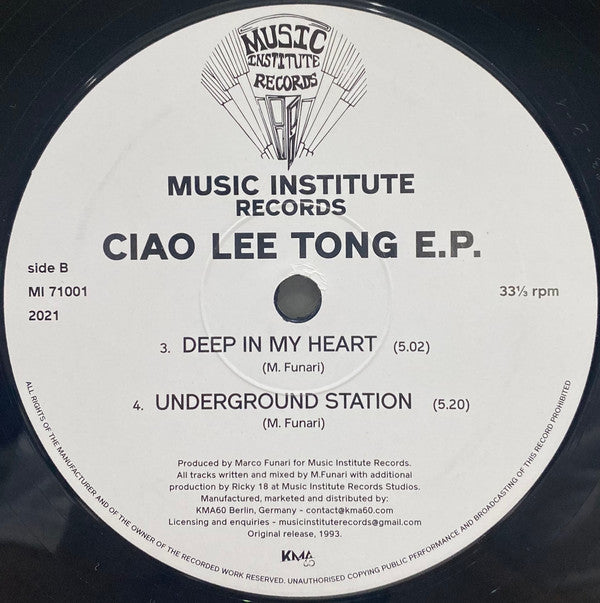 MUSIC
INSTITUTE
RECORDS
MUSIC INSTITUTE
RECORDS
CIAO LEE TONG E.P.
side B
MI 71001
2021
33⅓ rpm
3. DEEP IN MY HEART (5.02)
(M. Funari)
4. UNDERGROUND STATION (5.20)
(M. Funari)
Produced by Marco Funari for Music Institute Records.
All tracks written and mixed by M.Funari with additional
production by Ricky 18 at Music Institute Records Studios.
Manufactured, marketed and distributed by:
KMA60 Berlin, Germany - contact@kma60.com
Licensing and enquiries - musicinstituterecords@gmail.com
Original release, 1993.
KMA
60
ALL RIGHTS OF THE MANUFACTURER AND OF THE OWNER OF THE RECORDED WORK RESERVED. UNAUTHORISED COPYING PUBLIC PERFORMANCE AND BROADCASTING OF THIS RECORD PROHIBITED